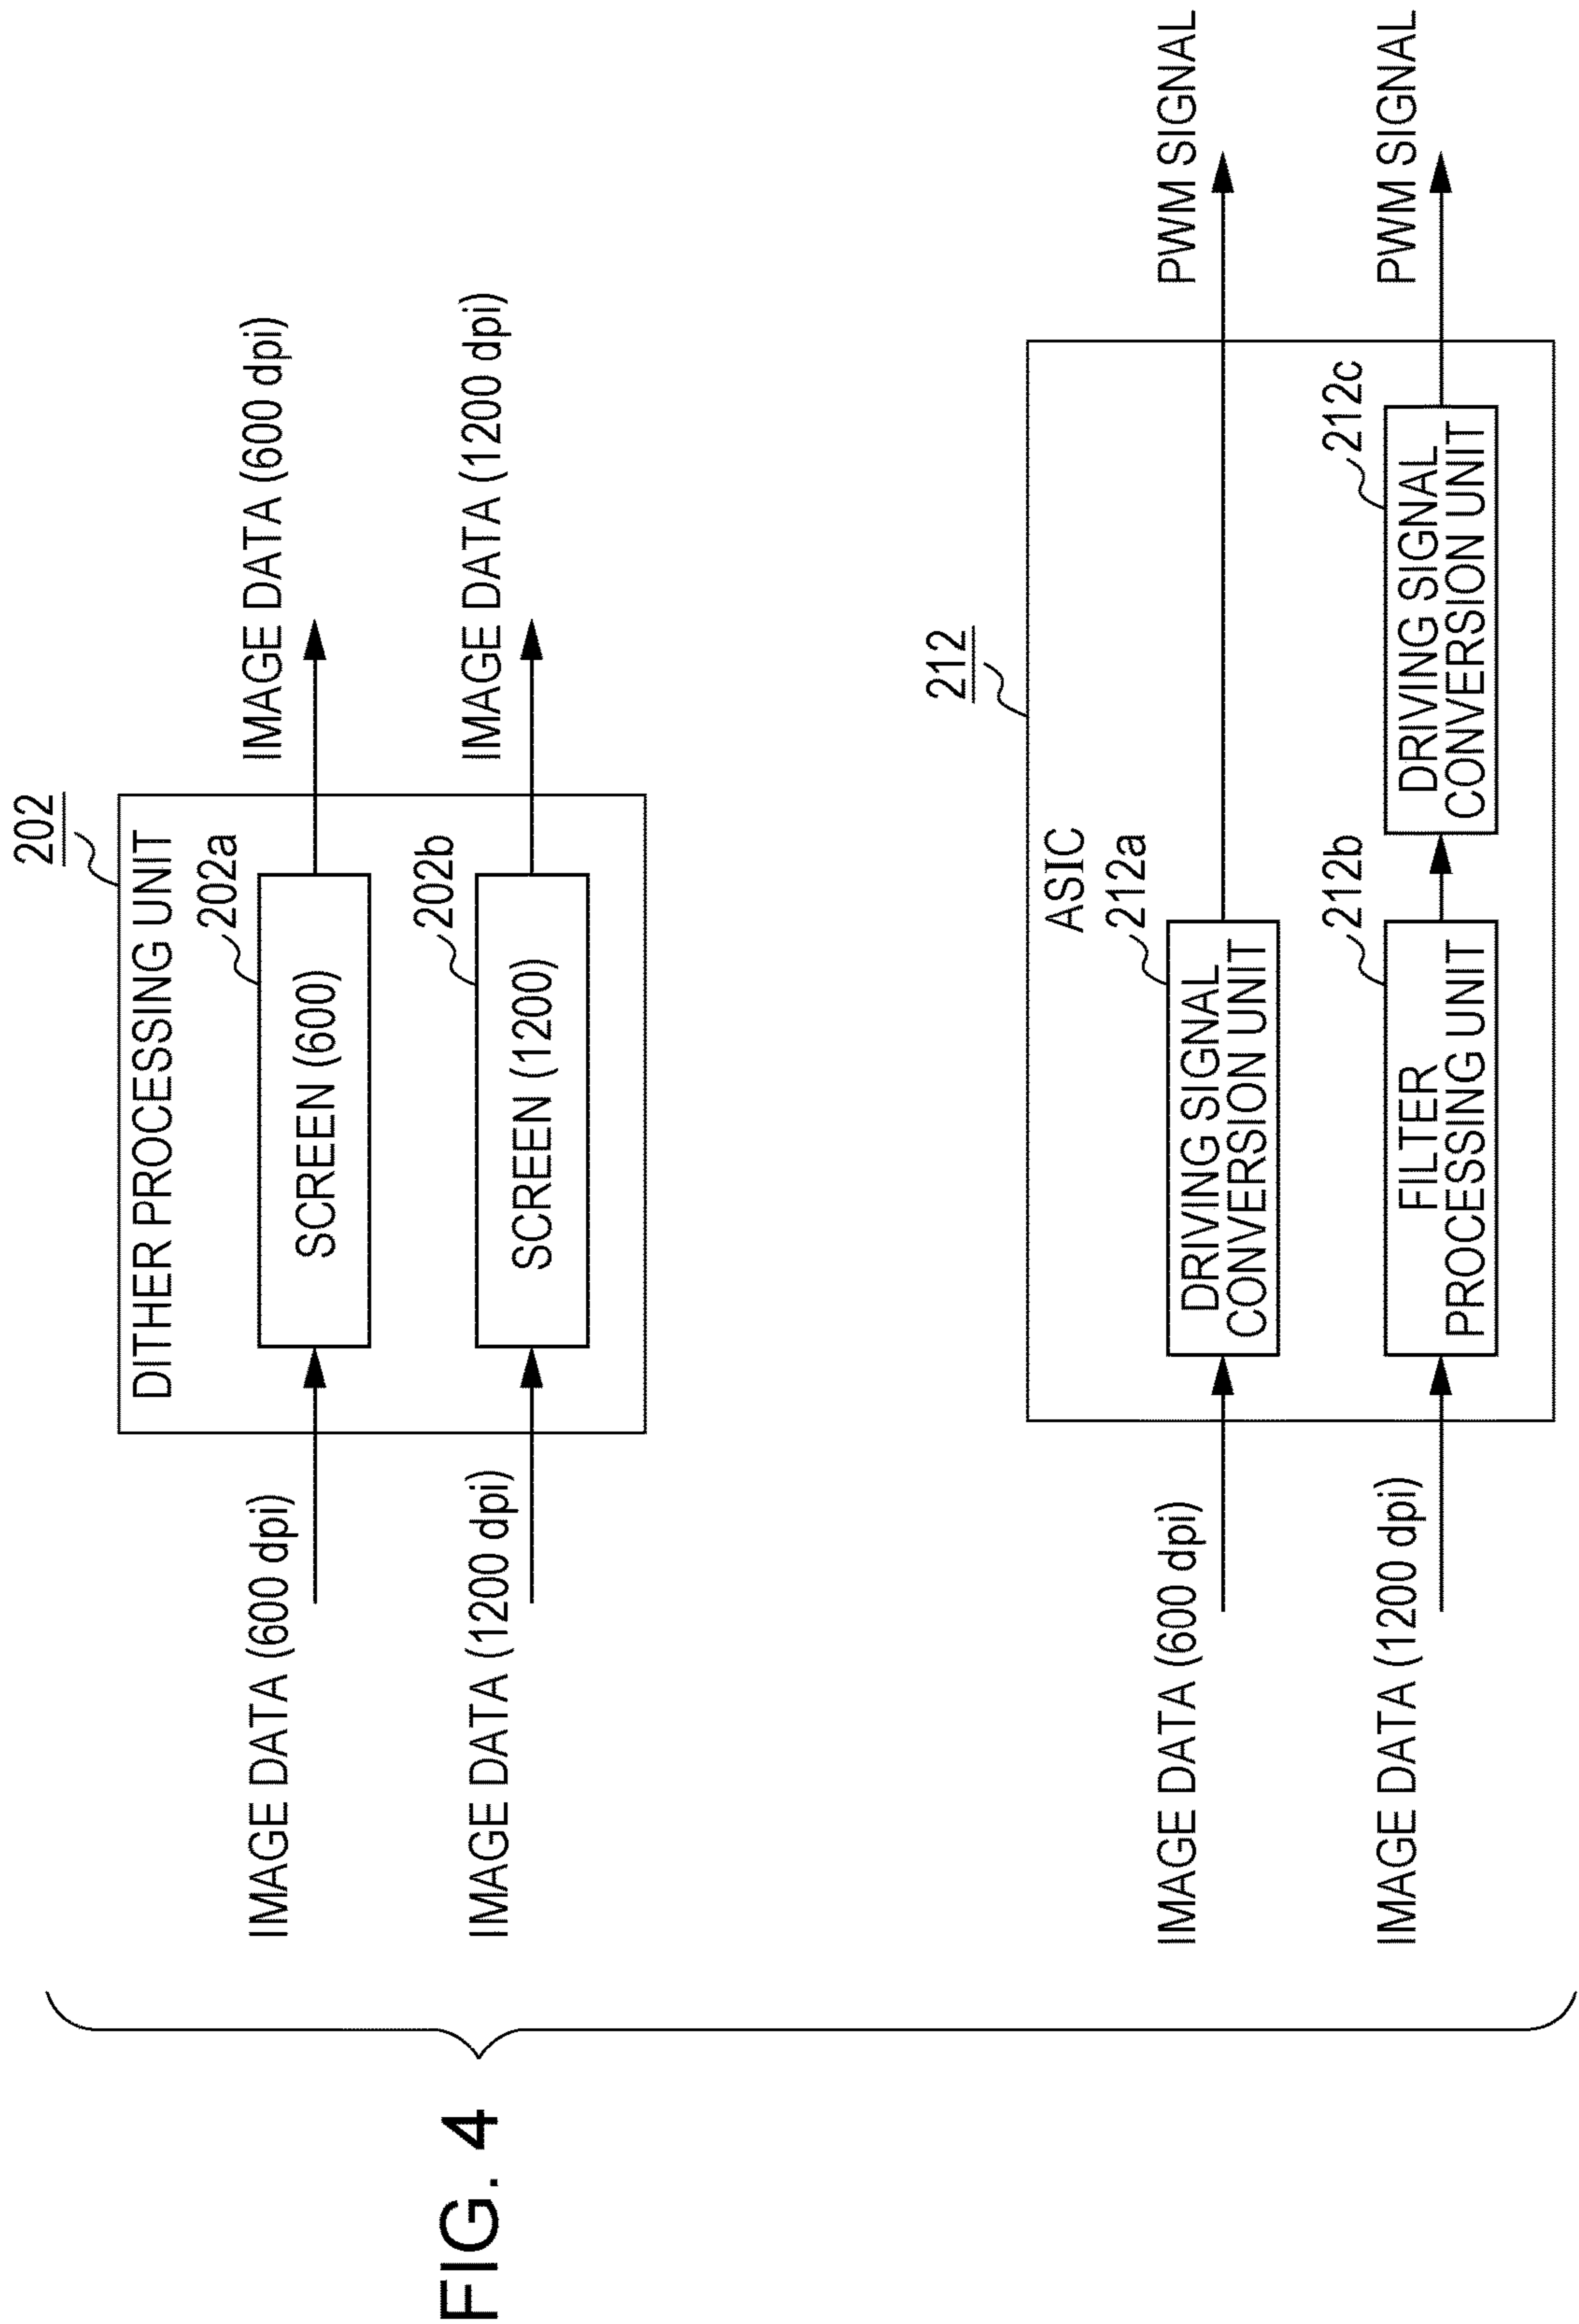 FIG. 4
202
DITHER PROCESSING UNIT
202a
IMAGE DATA (600 dpi)
SCREEN (600)
IMAGE DATA (600 dpi)
202b
IMAGE DATA (1200 dpi)
SCREEN (1200)
IMAGE DATA (1200 dpi)
212
ASIC
212a
IMAGE DATA (600 dpi)
DRIVING SIGNAL
CONVERSION UNIT
PWM SIGNAL
212b
212c
IMAGE DATA (1200 dpi)
FILTER
PROCESSING UNIT
DRIVING SIGNAL
CONVERSION UNIT
PWM SIGNAL